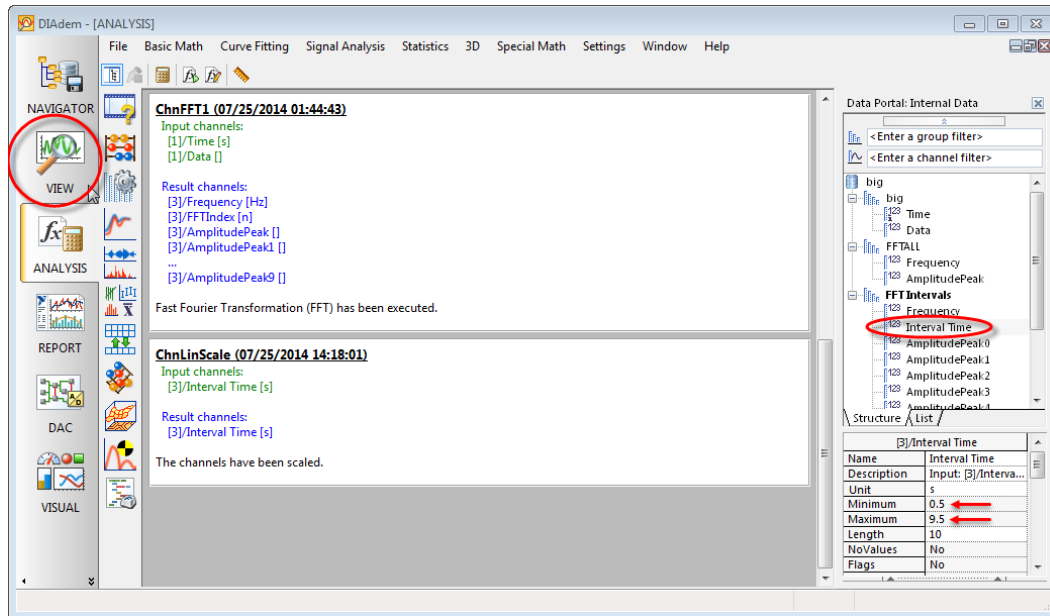 DIAdem - [ANALYSIS]
File Basic Math Curve Fitting Signal Analysis Statistics 3D Special Math Settings Window Help
NAVIGATOR
VIEW
ANALYSIS
REPORT
DAC
VISUAL
ChnFFT1 (07/25/2014 01:44:43)
Input channels:
[1]/Time [s]
[1]/Data []
Result channels:
[3]/Frequency [Hz]
[3]/FFTIndex [n]
[3]/AmplitudePeak []
[3]/AmplitudePeak1 []
...
[3]/AmplitudePeak9 []
Fast Fourier Transformation (FFT) has been executed.
ChnLinScale (07/25/2014 14:18:01)
Input channels:
[3]/Interval Time [s]
Result channels:
[3]/Interval Time [s]
The channels have been scaled.
Data Portal: Internal Data
<Enter a group filter>
<Enter a channel filter>
big
big
Time
Data
FFTALL
Frequency
AmplitudePeak
FFT Intervals
Frequency
Interval Time
AmplitudePeak0
AmplitudePeak1
AmplitudePeak2
AmplitudePeak3
AmplitudePeak4
Structure List
[3]/Interval Time
Name Interval Time
Description Input: [3]/Interva...
Unit s
Minimum 0.5
Maximum 9.5
Length 10
NoValues No
Flags No